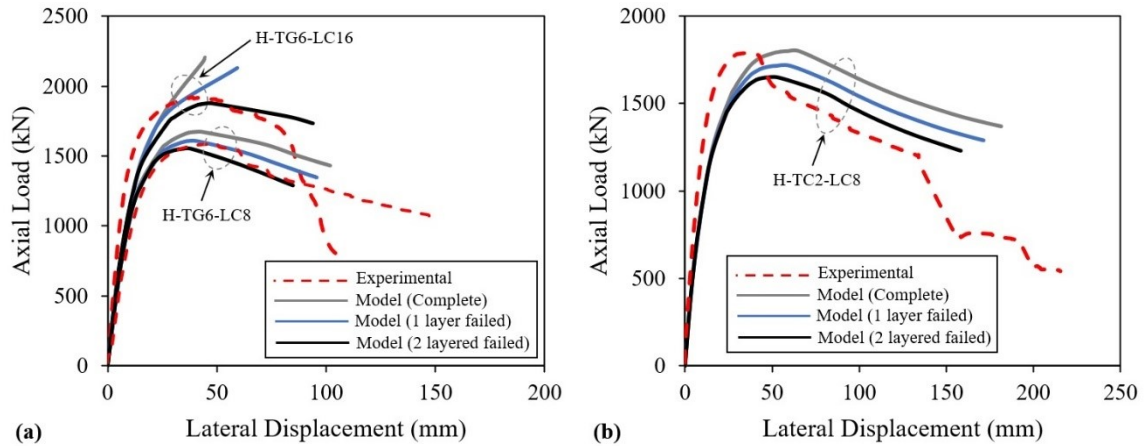 2500
2000
1500
1000
500
0
Axial Load (kN)
H-TG6-LC16
H-TG6-LC8
Experimental
Model (Complete)
Model (1 layer failed)
Model (2 layered failed)
0 50 100 150 200
(a) Lateral Displacement (mm)
2000
1500
1000
500
0
Axial Load (kN)
H-TC2-LC8
Experimental
Model (Complete)
Model (1 layer failed)
Model (2 layered failed)
0 50 100 150 200 250
(b) Lateral Displacement (mm)